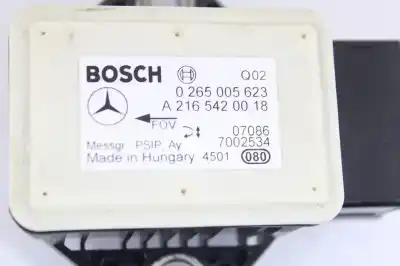 BOSCH Q02
0 265 005 623
A 216 542 00 18
FOV 07086
Messgr. PSIP, Ay 7002534
Made in Hungary 4501 080